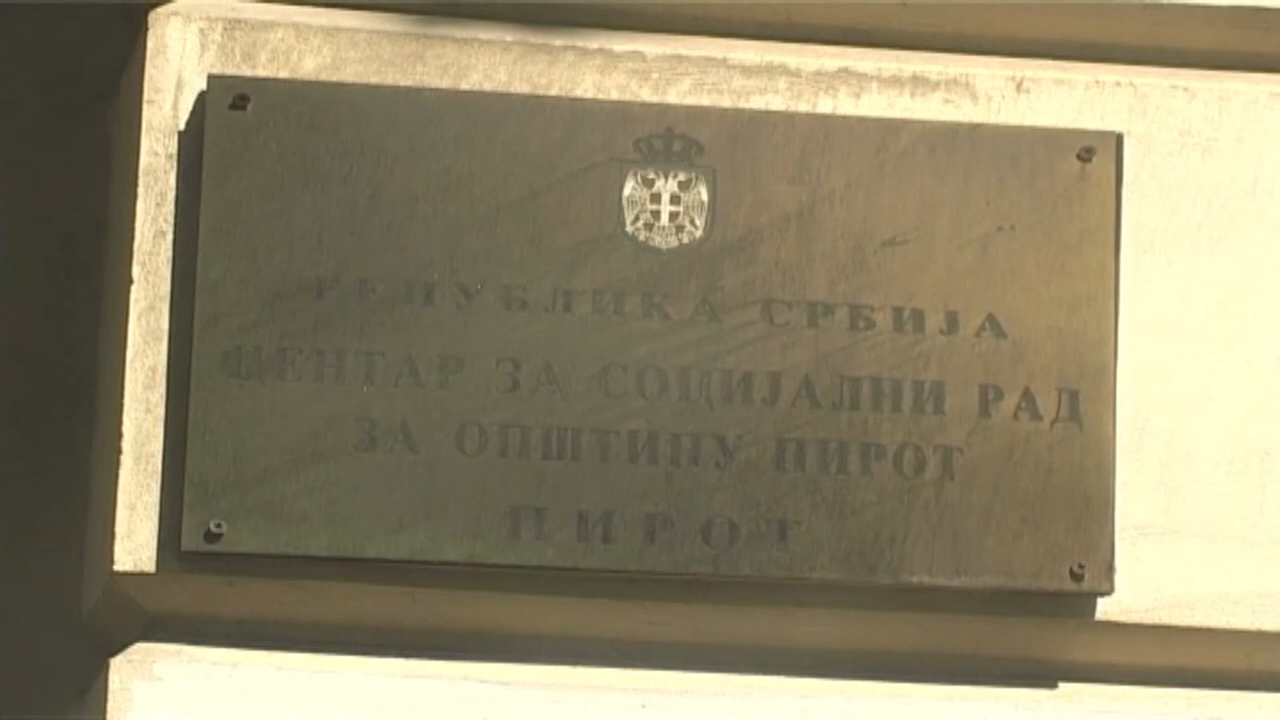 РЕПУБЛИКА СРБИЈА
ЦЕНТАР ЗА СОЦИЈАЛНИ РАД
ЗА ОПШТИНУ ПИРОТ
ПИРОТ